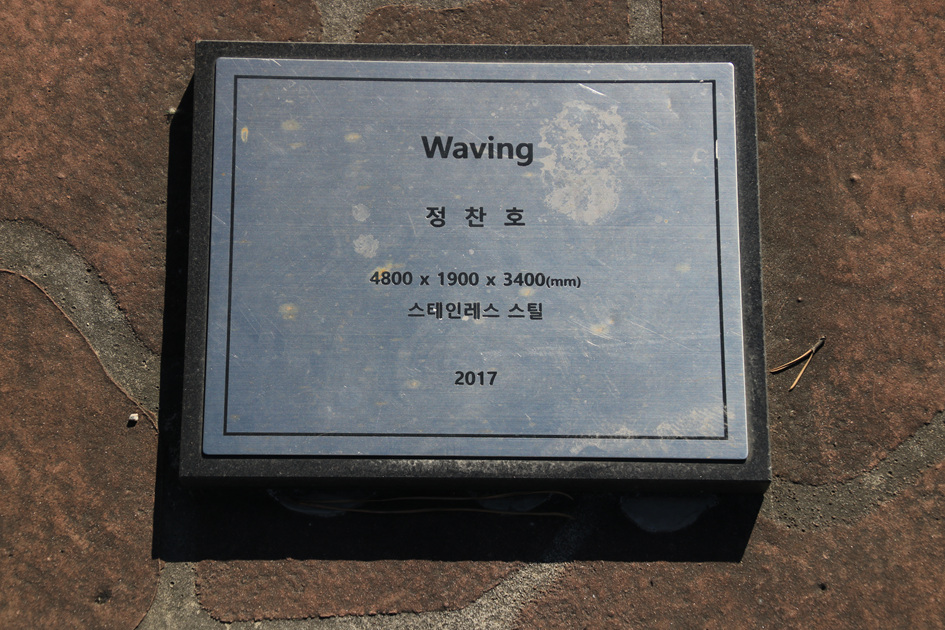 Waving
정 찬 호
4800 x 1900 x 3400(mm)
스테인레스 스틸
2017